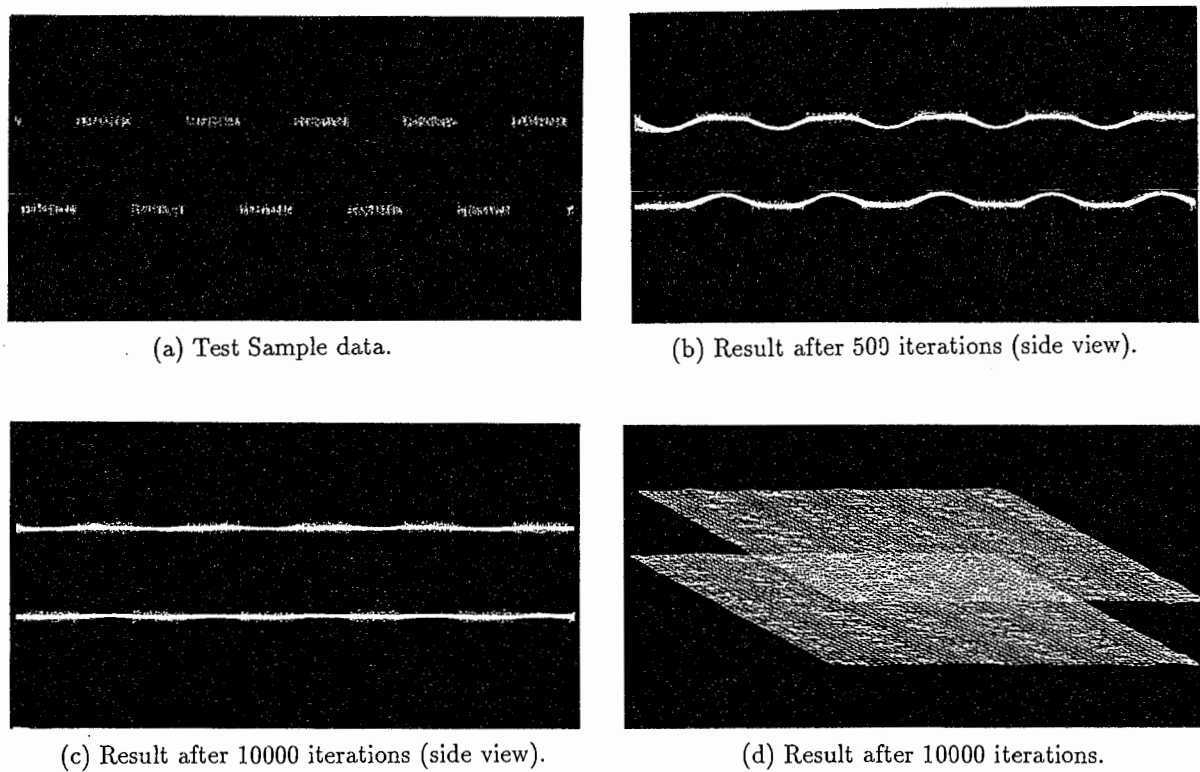 (a) Test Sample data.
(b) Result after 500 iterations (side view).
(c) Result after 10000 iterations (side view).
(d) Result after 10000 iterations.